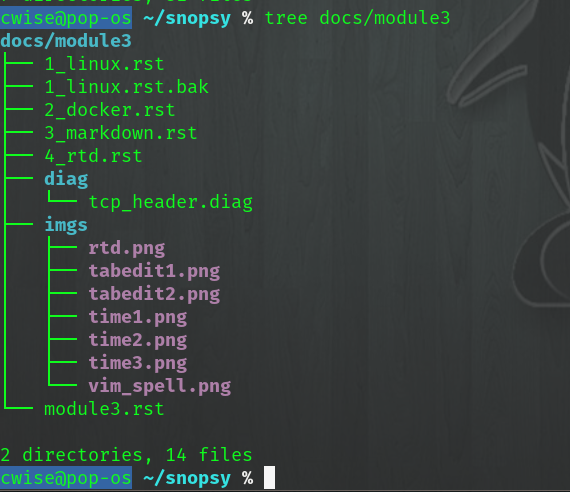 cwise@pop-os ~/snopsy % tree docs/module3
docs/module3
├── 1_linux.rst
├── 1_linux.rst.bak
├── 2_docker.rst
├── 3_markdown.rst
├── 4_rtd.rst
├── diag
│   └── tcp_header.diag
├── imgs
│   ├── rtd.png
│   ├── tabedit1.png
│   ├── tabedit2.png
│   ├── time1.png
│   ├── time2.png
│   ├── time3.png
│   └── vim_spell.png
└── module3.rst

2 directories, 14 files
cwise@pop-os ~/snopsy %